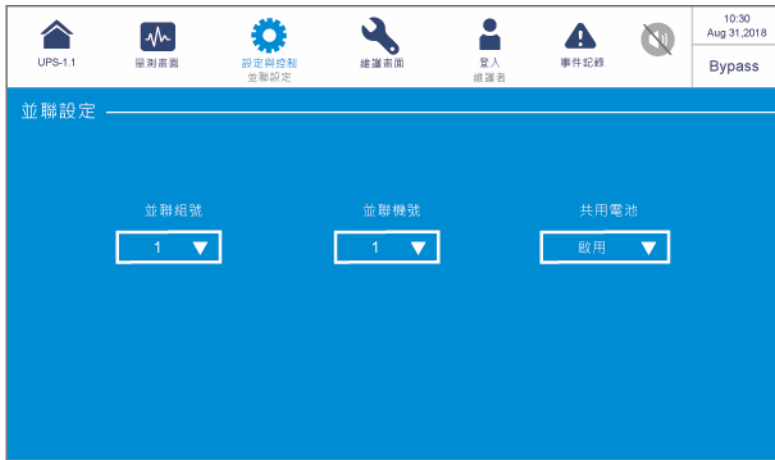 UPS-1.1
量測畫面
設定與控制
並聯設定
維護畫面
登入
維護者
事件記錄
10:30
Aug 31,2018
Bypass
並聯設定
並聯組號
並聯機號
共用電池
1
1
啟用